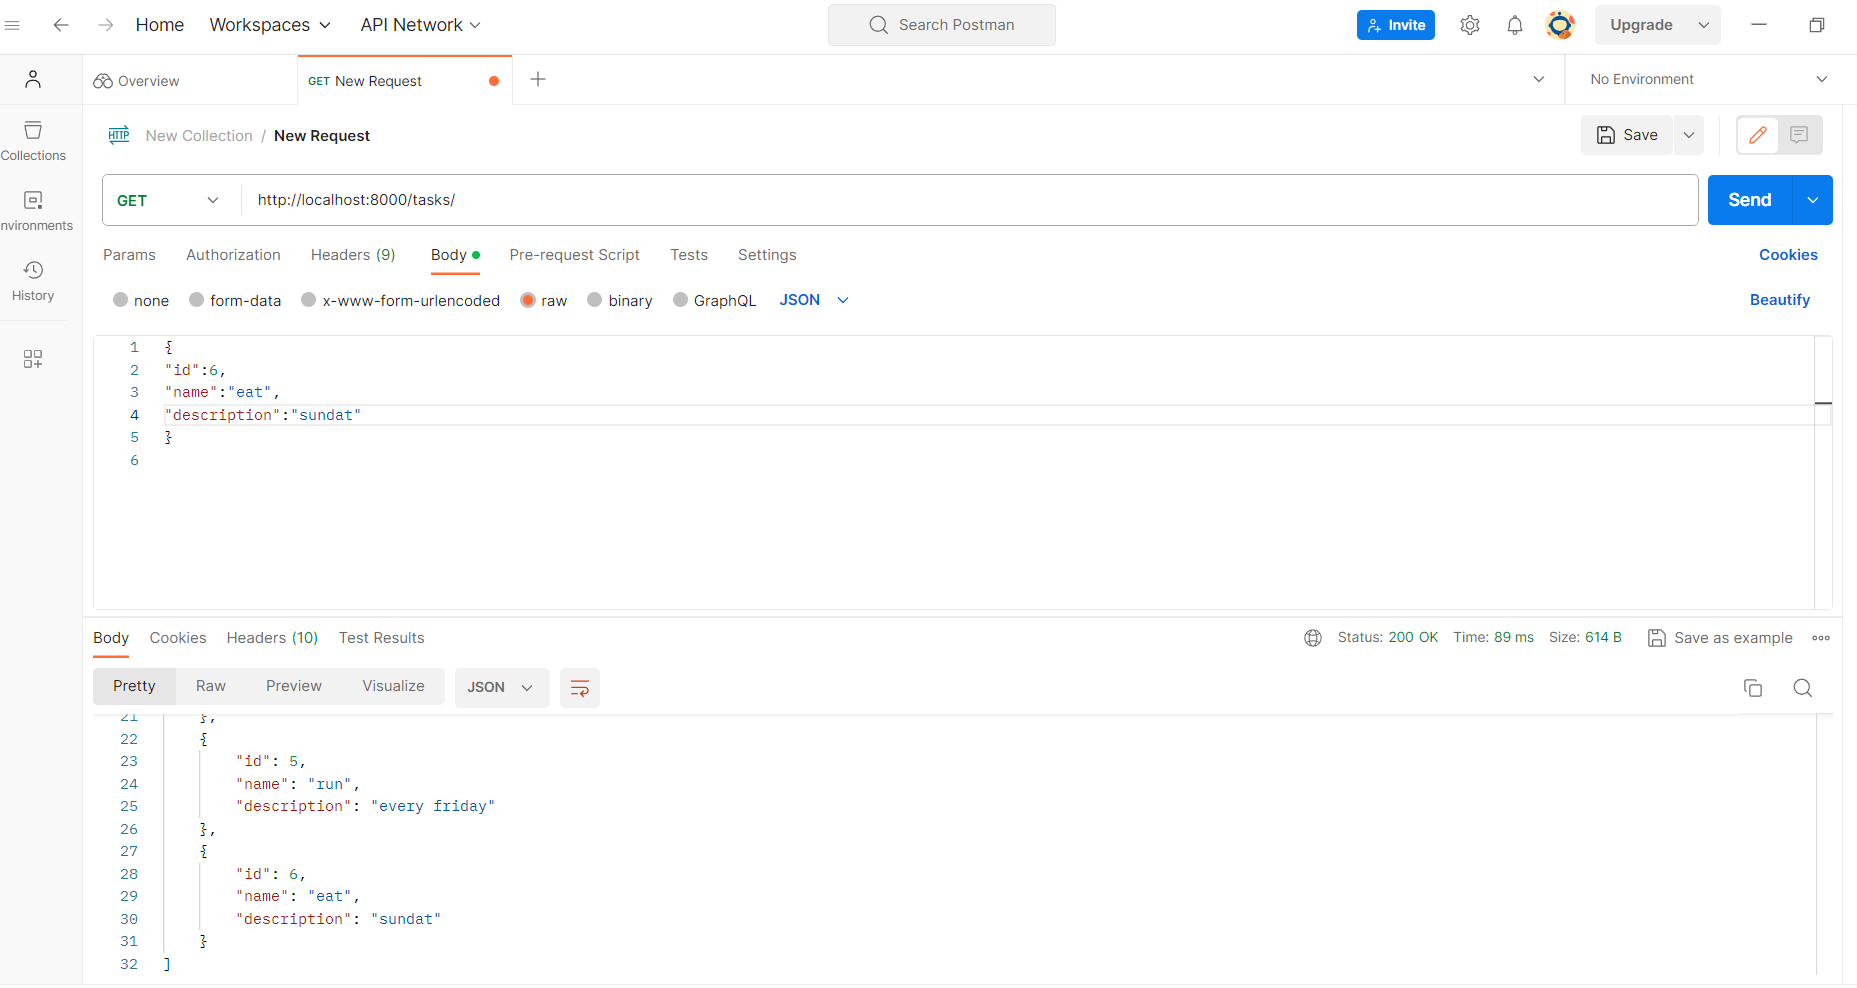 Home Workspaces API Network Search Postman Invite Upgrade
Overview GET New Request No Environment
HTTP New Collection / New Request Save
Collections
GET http://localhost:8000/tasks/ Send
nvironments
Params Authorization Headers (9) Body Pre-request Script Tests Settings Cookies
History
none form-data x-www-form-urlencoded raw binary GraphQL JSON Beautify
1 {
2 "id":6,
3 "name":"eat",
4 "description":"sundat"
5 }
6
Body Cookies Headers (10) Test Results Status: 200 OK Time: 89 ms Size: 614 B Save as example
Pretty Raw Preview Visualize JSON
21 },
22 {
23 "id": 5,
24 "name": "run",
25 "description": "every friday"
26 },
27 {
28 "id": 6,
29 "name": "eat",
30 "description": "sundat"
31 }
32 ]